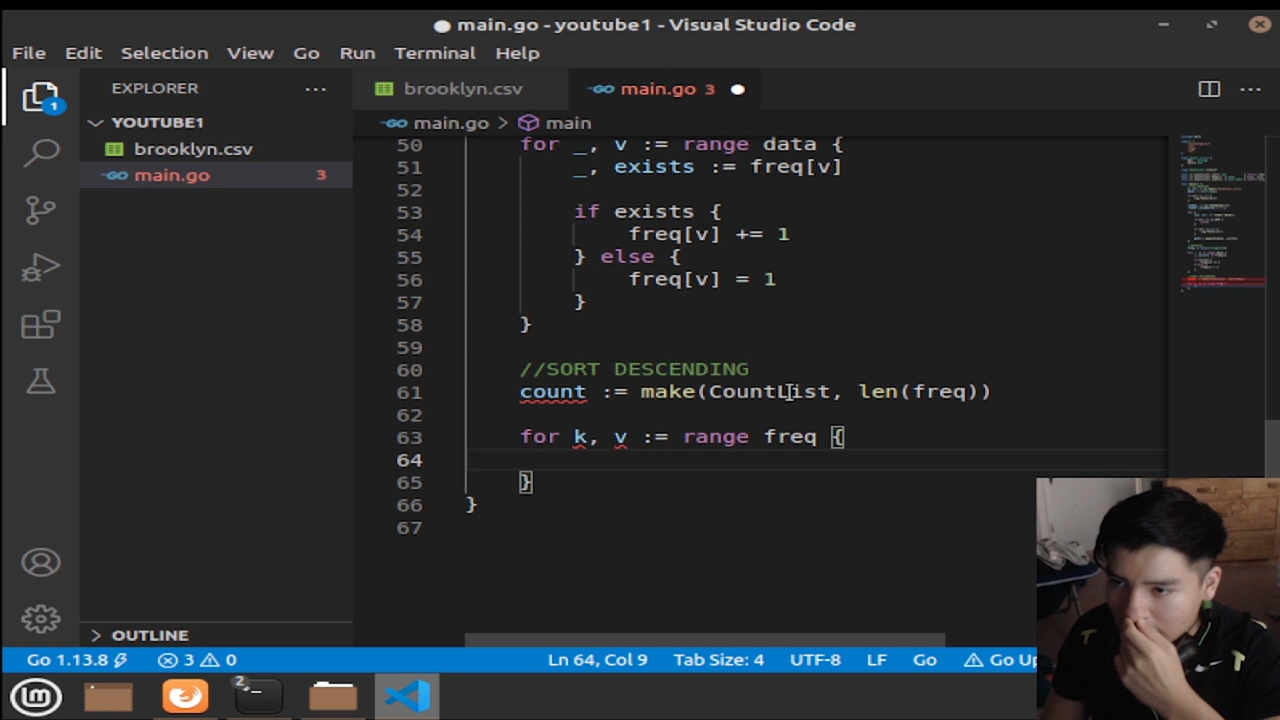 main.go - youtube1 - Visual Studio Code
File Edit Selection View Go Run Terminal Help
1
EXPLORER
brooklyn.csv
main.go 3
YOUTUBE1
main.go > main
brooklyn.csv
main.go 3
50 for _, v := range data {
51 _, exists := freq[v]
52
53 if exists {
54 freq[v] += 1
55 } else {
56 freq[v] = 1
57 }
58 }
59
60 //SORT DESCENDING
61 count := make(CountList, len(freq))
62
63 for k, v := range freq {
64
65 }
66 }
67
OUTLINE
Go 1.13.8 3 0 Ln 64, Col 9 Tab Size: 4 UTF-8 LF Go Go Up
2